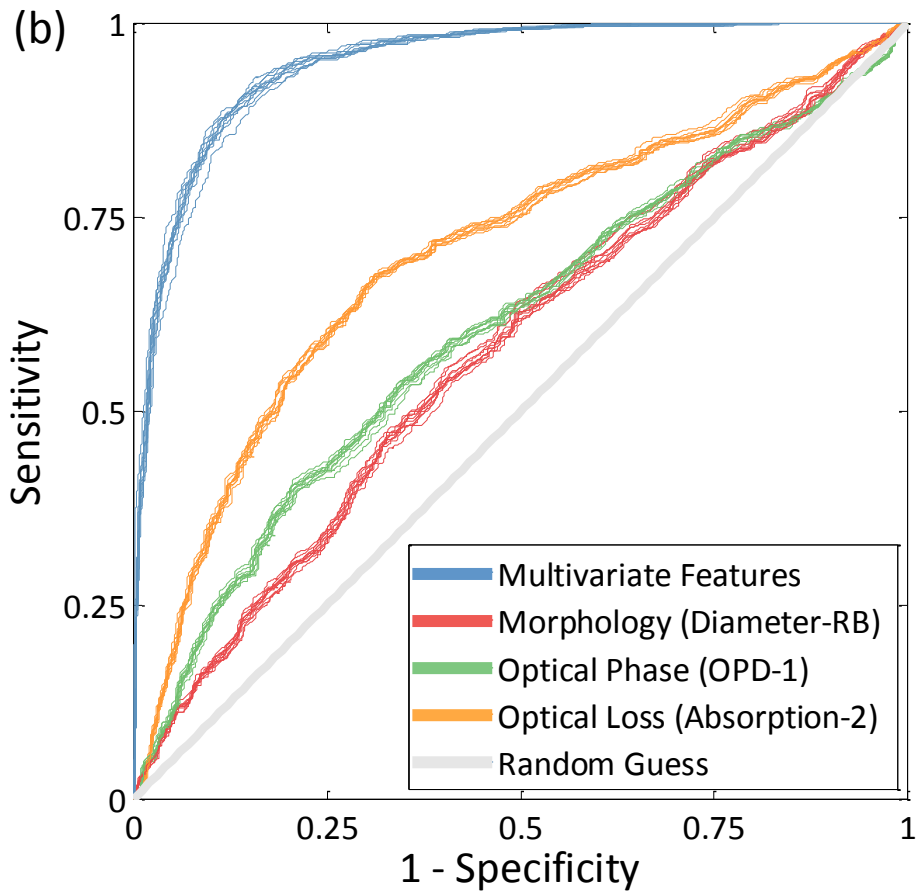 (b)
1
0.75
0.5
0.25
0
Sensitivity
Multivariate Features
Morphology (Diameter-RB)
Optical Phase (OPD-1)
Optical Loss (Absorption-2)
Random Guess
0
0.25
0.5
0.75
1
1 - Specificity